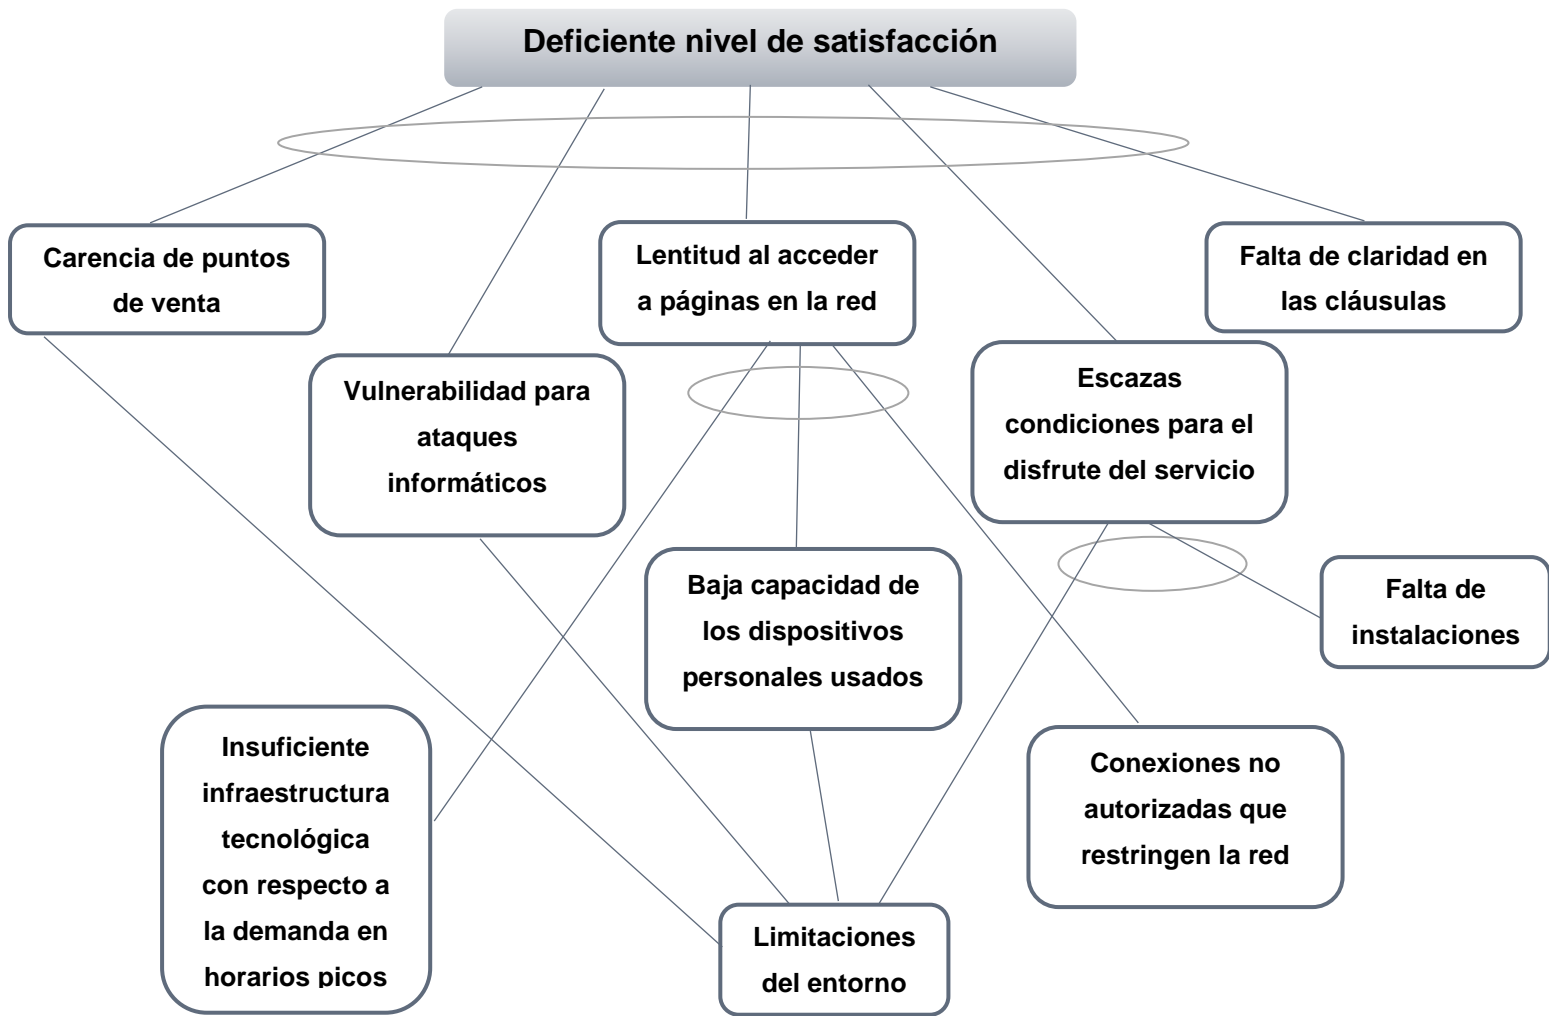 Deficiente nivel de satisfacción
Carencia de puntos
de venta
Lentitud al acceder
a páginas en la red
Falta de claridad en
las cláusulas
Vulnerabilidad para
ataques
informáticos
Escazas
condiciones para el
disfrute del servicio
Baja capacidad de
los dispositivos
personales usados
Falta de
instalaciones
Insuficiente
infraestructura
tecnológica
con respecto a
la demanda en
horarios picos
Conexiones no
autorizadas que
restringen la red
Limitaciones
del entorno